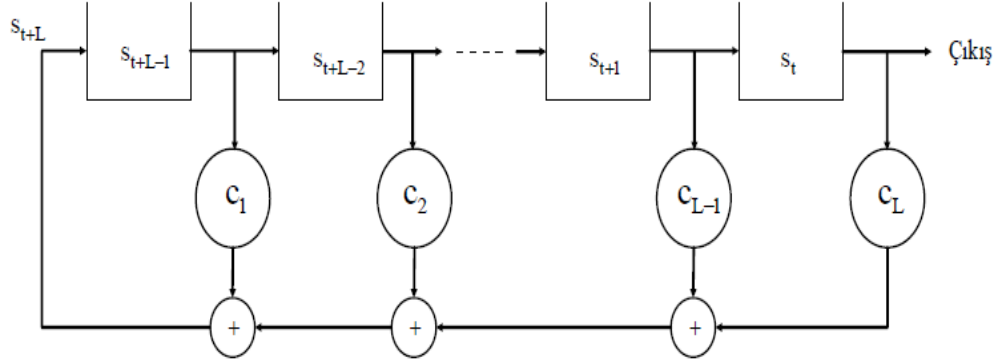 s_{t+L}
s_{t+L-1}
s_{t+L-2}
s_{t+1}
s_t
Çıkış
c_1
c_2
c_{L-1}
c_L
+
+
+